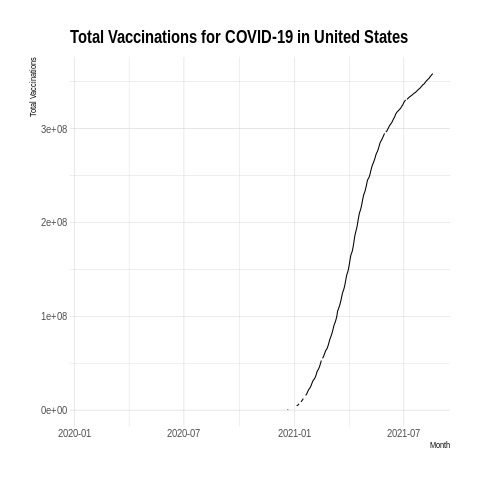 Total Vaccinations for COVID-19 in United States
Total Vaccinations
3e+08
2e+08
1e+08
0e+00
2020-01 2020-07 2021-01 2021-07
Month